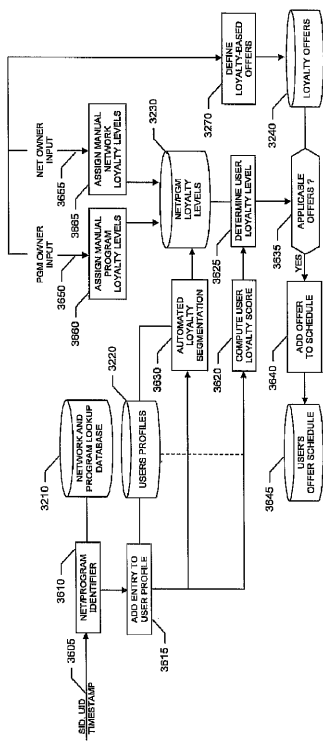 SID, UID
TIMESTAMP
3605
3610
NET/PROGRAM
IDENTIFIER
3210
NETWORK AND
PROGRAM LOOKUP
DATABASE
ADD ENTRY TO
USER PROFILE
3615
3220
USERS PROFILES
PGM OWNER
INPUT
NET OWNER
INPUT
3650
3655
3660
ASSIGN MANUAL
PROGRAM
LOYALTY LEVELS
3665
ASSIGN MANUAL
NETWORK
LOYALTY LEVELS
3630
AUTOMATED
LOYALTY
SEGMENTATION
NET/PGM
LOYALTY
LEVELS
3230
3620
COMPUTE USER
LOYALTY SCORE
3625
DETERMINE USER
LOYALTY LEVEL
3270
DEFINE
LOYALTY-BASED
OFFERS
3240
LOYALTY OFFERS
3635
APPLICABLE
OFFERS ?
YES
3640
ADD OFFER
TO SCHEDULE
3645
USER'S
OFFER SCHEDULE